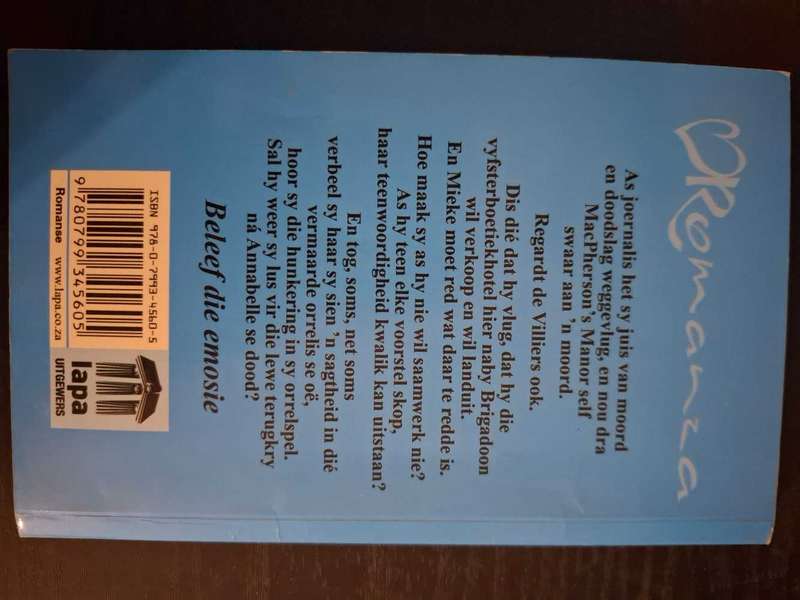 Romanza
As joernalis het sy juis van moord
en doodslag weggevlug, en nou dra
MacPherson's Manor self
swaar aan 'n moord.
Regardt de Villiers ook.
Dis dié dat hy vlug, dat hy die
vyfsterboetiekhotel hier naby Brigadoon
wil verkoop en wil landuit.
En Mieke moet red wat daar te redde is.
Hoe maak sy as hy nie wil saamwerk nie?
As hy teen elke voorstel skop,
haar teenwoordigheid kwalik kan uitstaan?
En tog, soms, net soms
verbeel sy haar sy sien 'n sagtheid in dié
vermaarde orrelis se oë,
hoor sy die hunkering in sy orrelspel.
Sal hy weer sy lus vir die lewe terugkry
ná Annabelle se dood?
Beleef die emosie
ISBN 978-0-7993-4560-5
9 780799 345605
Romanse www.lapa.co.za
lapa
UITGEWERS